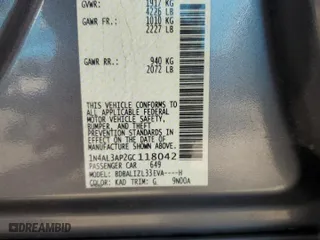 GVWR: 1917 KG
4226 LB
GAWR FR.: 1010 KG
2227 LB
GAWR RR.: 940 KG
2072 LB
THIS VEHICLE CONFORMS TO
ALL APPLICABLE FEDERAL
SAFETY, BUMPER, AND THEFT
PREVENTION STANDARDS IN
EFFECT ON THE DATE OF
MANUFACTURE SHOWN ABOVE.
1N4AL3AP2GC118042
PASSENGER CAR 649
MODEL: BDBALIZL33EVA----H
COLOR: KAD TRIM: G 9N00A
DREAMBID